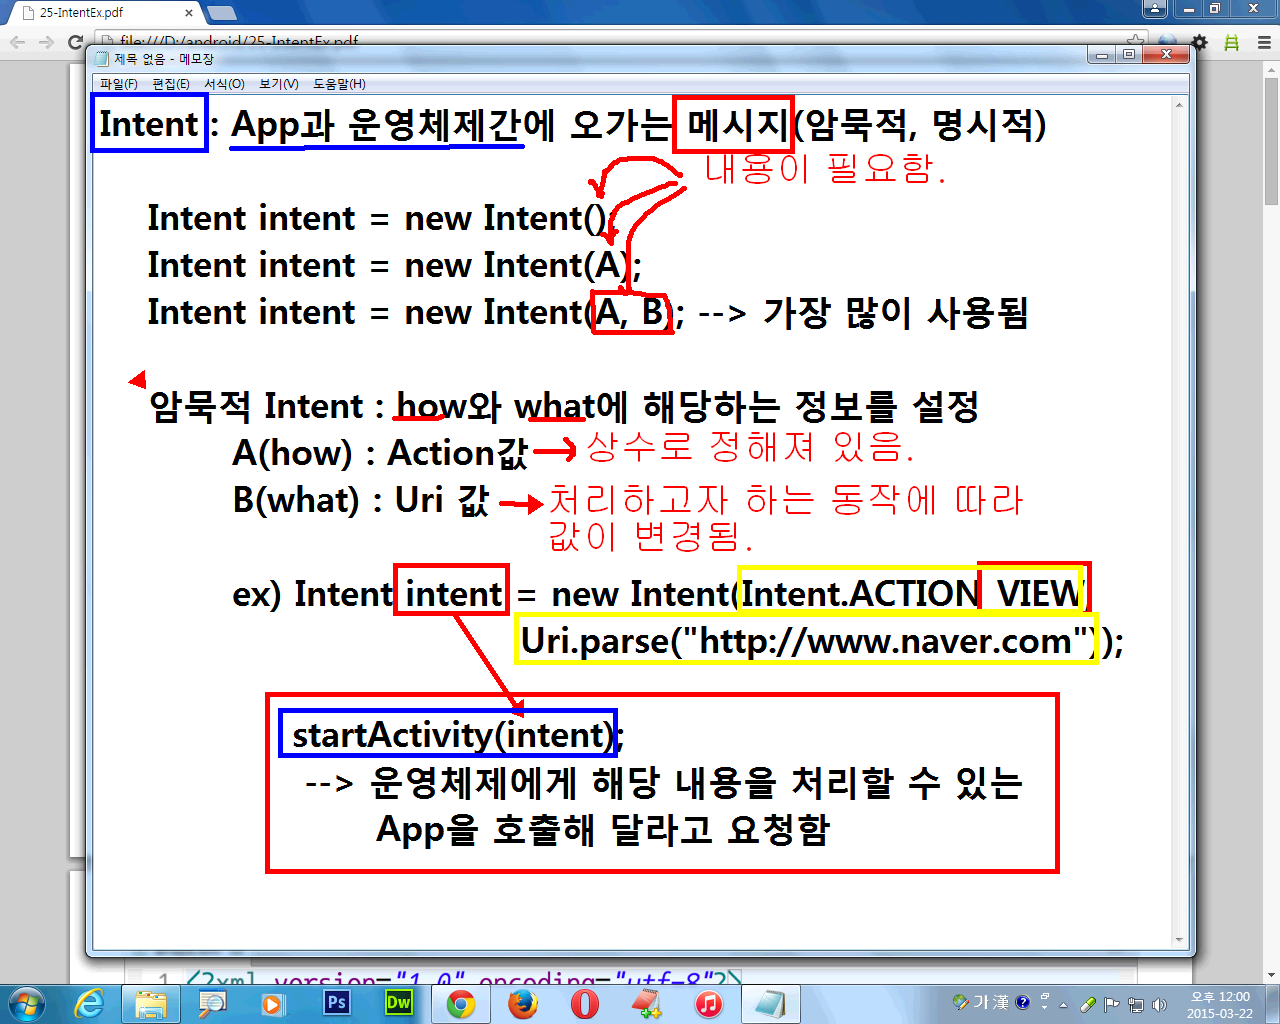 25-IntentEx.pdf
file:///D:/android/25-IntentEx.pdf
제목 없음 - 메모장
파일(F) 편집(E) 서식(O) 보기(V) 도움말(H)
Intent : App과 운영체제간에 오가는 메시지(암묵적, 명시적)
내용이 필요함.
Intent intent = new Intent();
Intent intent = new Intent(A);
Intent intent = new Intent(A, B); --> 가장 많이 사용됨
암묵적 Intent : how와 what에 해당하는 정보를 설정
A(how) : Action값 상수로 정해져 있음.
B(what) : Uri 값 처리하고자 하는 동작에 따라
값이 변경됨.
ex) Intent intent = new Intent(Intent.ACTION_VIEW,
Uri.parse("http://www.naver.com"));
startActivity(intent);
--> 운영체제에게 해당 내용을 처리할 수 있는
App을 호출해 달라고 요청함
1 <?xml version="1.0" encoding="utf-8"?>
Ps Dw 가 漢 오후 12:00
2015-03-22